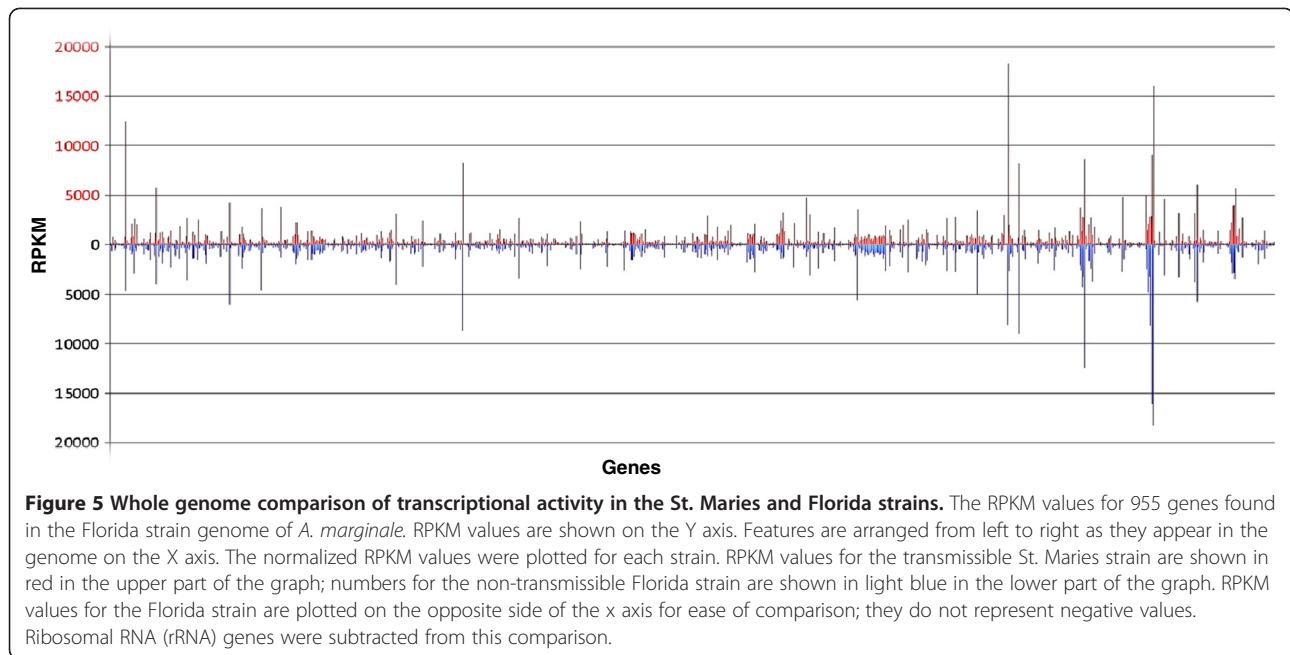 20000
15000
10000
5000
0
5000
10000
15000
20000
RPKM
Genes
Figure 5 Whole genome comparison of transcriptional activity in the St. Maries and Florida strains. The RPKM values for 955 genes found
in the Florida strain genome of A. marginale. RPKM values are shown on the Y axis. Features are arranged from left to right as they appear in the
genome on the X axis. The normalized RPKM values were plotted for each strain. RPKM values for the transmissible St. Maries strain are shown in
red in the upper part of the graph; numbers for the non-transmissible Florida strain are shown in light blue in the lower part of the graph. RPKM
values for the Florida strain are plotted on the opposite side of the x axis for ease of comparison; they do not represent negative values.
Ribosomal RNA (rRNA) genes were subtracted from this comparison.